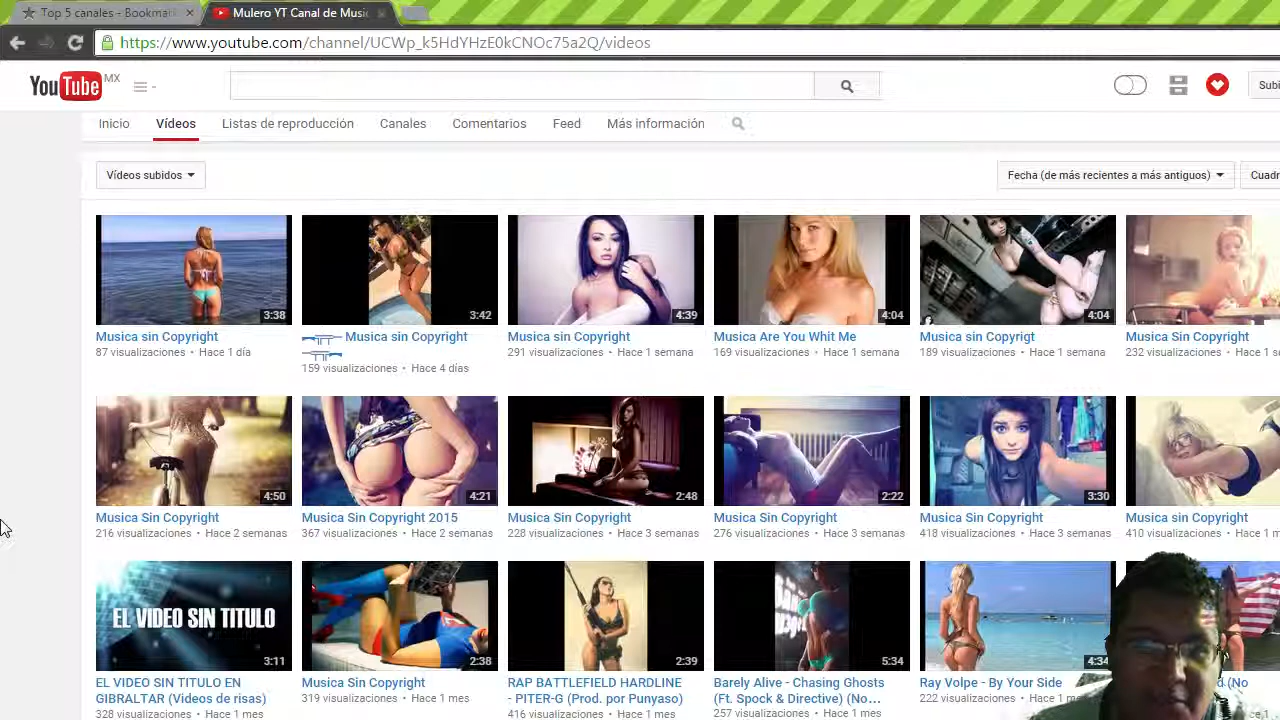 Top 5 canales - Bookmar
Mulero YT Canal de Musi
https://www.youtube.com/channel/UCWp_k5HdYHzE0kCNOc75a2Q/videos
YouTube MX
Subi
Inicio Vídeos Listas de reproducción Canales Comentarios Feed Más información
Vídeos subidos
Fecha (de más recientes a más antiguos)
Cuadr
3:38 3:42 4:39 4:04 4:04
Musica sin Copyright
87 visualizaciones • Hace 1 día
Musica sin Copyright
159 visualizaciones • Hace 4 días
Musica sin Copyright
291 visualizaciones • Hace 1 semana
Musica Are You Whit Me
169 visualizaciones • Hace 1 semana
Musica sin Copyrigt
189 visualizaciones • Hace 1 semana
Musica Sin Copyright
232 visualizaciones • Hace 1 s
4:50 4:21 2:48 2:22 3:30
Musica Sin Copyright
216 visualizaciones • Hace 2 semanas
Musica Sin Copyright 2015
367 visualizaciones • Hace 2 semanas
Musica Sin Copyright
228 visualizaciones • Hace 3 semanas
Musica Sin Copyright
276 visualizaciones • Hace 3 semanas
Musica Sin Copyright
418 visualizaciones • Hace 3 semanas
Musica sin Copyright
410 visualizaciones • Hace 1 m
EL VIDEO SIN TITULO
3:11 2:38 2:39 5:34 4:34
EL VIDEO SIN TITULO EN
GIBRALTAR (Videos de risas)
328 visualizaciones • Hace 1 mes
Musica Sin Copyright
319 visualizaciones • Hace 1 mes
RAP BATTLEFIELD HARDLINE
- PITER-G (Prod. por Punyaso)
416 visualizaciones • Hace 1 mes
Barely Alive - Chasing Ghosts
(Ft. Spock & Directive) (No...
257 visualizaciones • Hace 1 mes
Ray Volpe - By Your Side
222 visualizaciones • Hace 1 m
(No